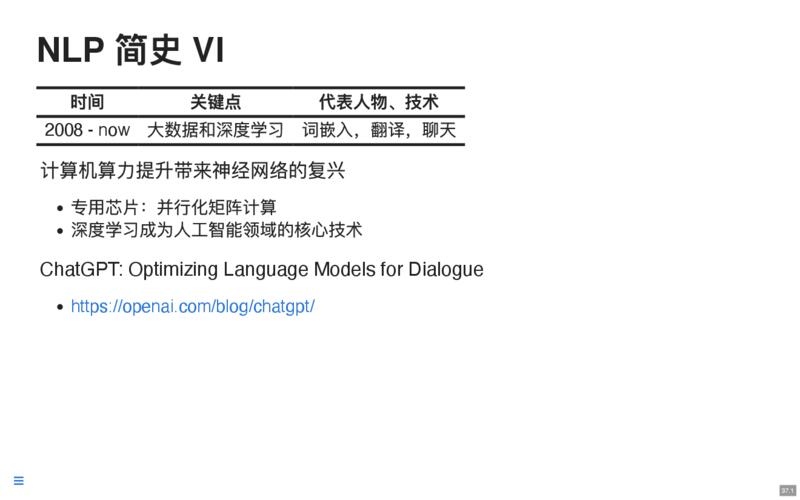 NLP 简史 VI
时间 关键点 代表人物、技术
2008 - now 大数据和深度学习 词嵌入，翻译，聊天
计算机算力提升带来神经网络的复兴
• 专用芯片：并行化矩阵计算
• 深度学习成为人工智能领域的核心技术
ChatGPT: Optimizing Language Models for Dialogue
• https://openai.com/blog/chatgpt/
37.1